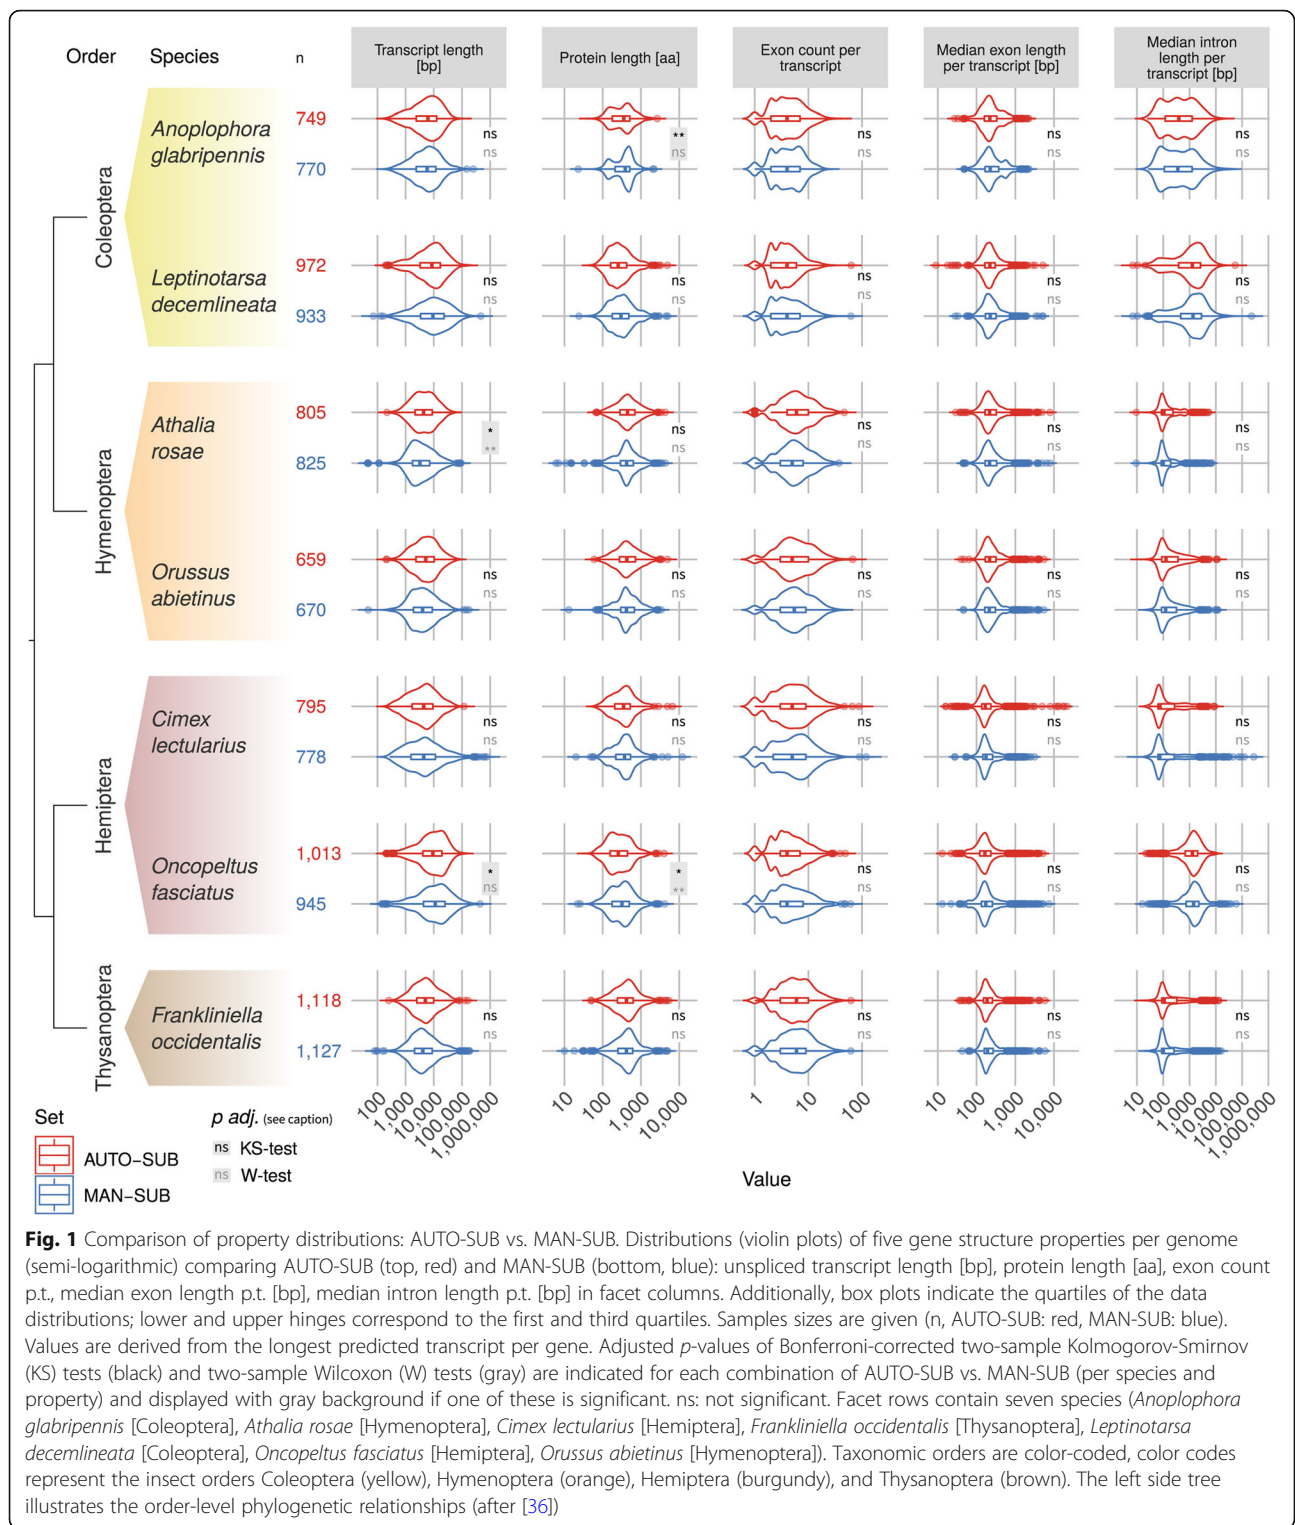 Order
Species
n
Transcript length
[bp]
Protein length [aa]
Exon count per
transcript
Median exon length
per transcript [bp]
Median intron
length per
transcript [bp]
Coleoptera
Anoplophora
glabripennis
749
770
ns
ns
**
ns
ns
ns
ns
ns
ns
ns
Leptinotarsa
decemlineata
972
933
ns
ns
ns
ns
ns
ns
ns
ns
ns
ns
Hymenoptera
Athalia
rosae
805
825
*
**
ns
ns
ns
ns
ns
ns
ns
ns
Orussus
abietinus
659
670
ns
ns
ns
ns
ns
ns
ns
ns
ns
ns
Hemiptera
Cimex
lectularius
795
778
ns
ns
ns
ns
ns
ns
ns
ns
ns
ns
Oncopeltus
fasciatus
1,013
945
*
ns
*
**
ns
ns
ns
ns
ns
ns
Thysanoptera
Frankliniella
occidentalis
1,118
1,127
ns
ns
ns
ns
ns
ns
ns
ns
ns
ns
100
1,000
10,000
100,000
1,000,000
10
100
1,000
10,000
1
10
100
10
100
1,000
10,000
10
100
1,000
10,000
100,000
1,000,000
Value
Set
AUTO−SUB
MAN−SUB
p adj. (see caption)
ns KS-test
ns W-test
Fig. 1 Comparison of property distributions: AUTO-SUB vs. MAN-SUB. Distributions (violin plots) of five gene structure properties per genome
(semi-logarithmic) comparing AUTO-SUB (top, red) and MAN-SUB (bottom, blue): unspliced transcript length [bp], protein length [aa], exon count
p.t., median exon length p.t. [bp], median intron length p.t. [bp] in facet columns. Additionally, box plots indicate the quartiles of the data
distributions; lower and upper hinges correspond to the first and third quartiles. Samples sizes are given (n, AUTO-SUB: red, MAN-SUB: blue).
Values are derived from the longest predicted transcript per gene. Adjusted p-values of Bonferroni-corrected two-sample Kolmogorov-Smirnov
(KS) tests (black) and two-sample Wilcoxon (W) tests (gray) are indicated for each combination of AUTO-SUB vs. MAN-SUB (per species and
property) and displayed with gray background if one of these is significant. ns: not significant. Facet rows contain seven species (Anoplophora
glabripennis [Coleoptera], Athalia rosae [Hymenoptera], Cimex lectularius [Hemiptera], Frankliniella occidentalis [Thysanoptera], Leptinotarsa
decemlineata [Coleoptera], Oncopeltus fasciatus [Hemiptera], Orussus abietinus [Hymenoptera]). Taxonomic orders are color-coded, color codes
represent the insect orders Coleoptera (yellow), Hymenoptera (orange), Hemiptera (burgundy), and Thysanoptera (brown). The left side tree
illustrates the order-level phylogenetic relationships (after [36])